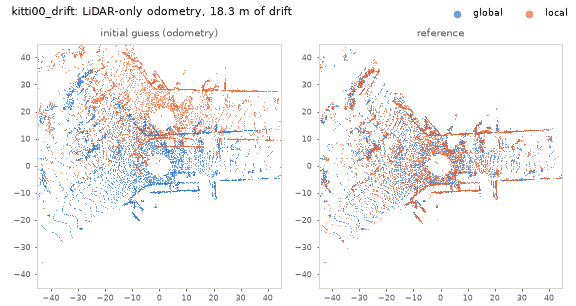 kitti00_drift: LiDAR-only odometry, 18.3 m of drift
global local
initial guess (odometry) reference
40 40
30 30
20 20
10 10
0 0
−10 −10
−20 −20
−30 −30
−40 −40
−40 −30 −20 −10 0 10 20 30 40 −40 −30 −20 −10 0 10 20 30 40